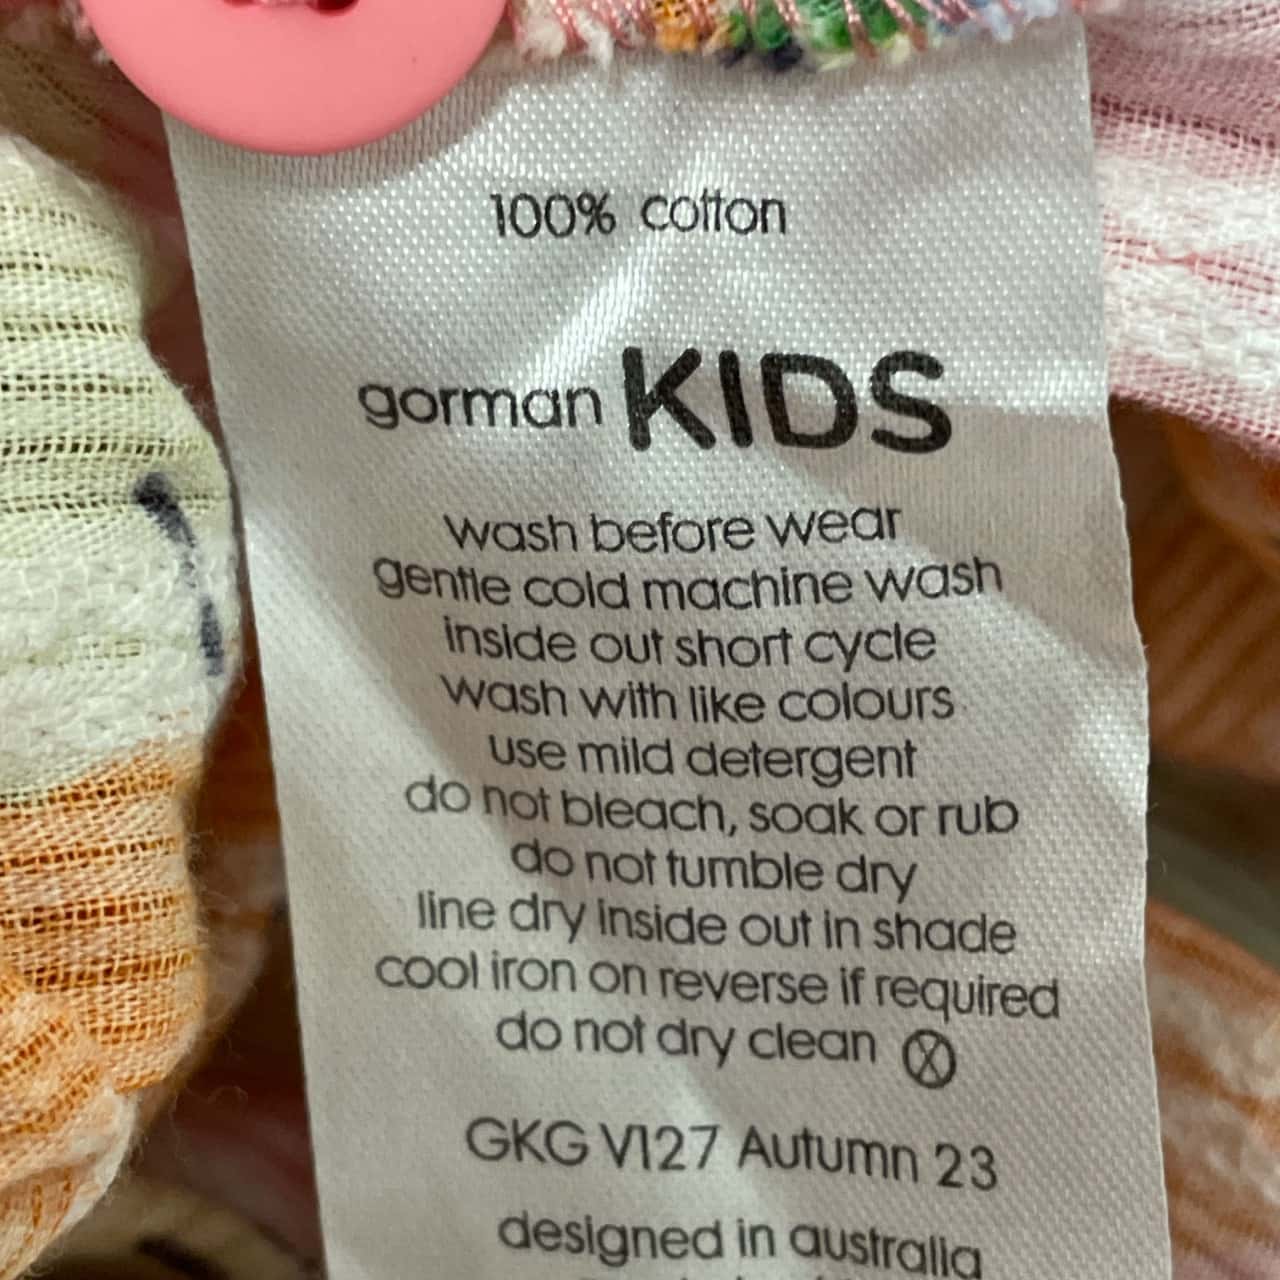 100% cotton
gorman KIDS
wash before wear
gentle cold machine wash
inside out short cycle
wash with like colours
use mild detergent
do not bleach, soak or rub
do not tumble dry
line dry inside out in shade
cool iron on reverse if required
do not dry clean
GKG V127 Autumn 23
designed in australia